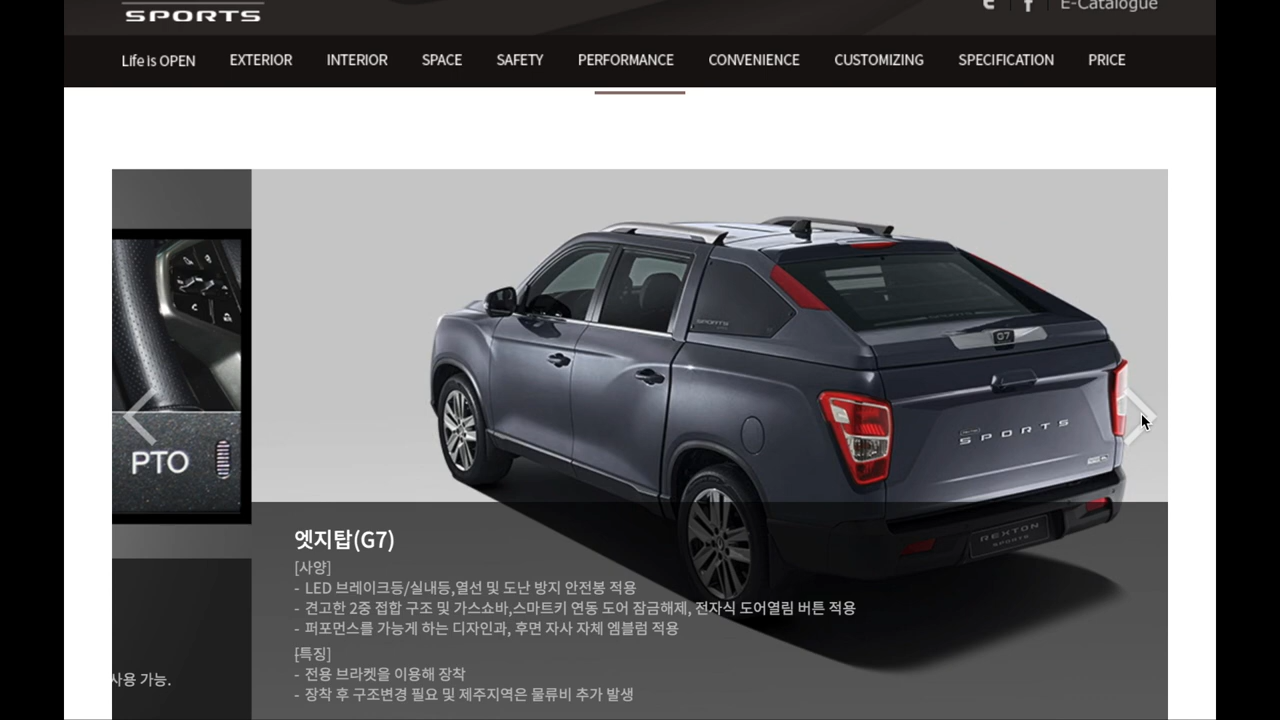 SPORTS
E-Catalogue
Life is OPEN EXTERIOR INTERIOR SPACE SAFETY PERFORMANCE CONVENIENCE CUSTOMIZING SPECIFICATION PRICE
PTO
사용 가능.
SPORTS
G7
SPORTS
REXTON
SPORTS
엣지탑(G7)
[사양]
- LED 브레이크등/실내등,열선 및 도난 방지 안전봉 적용
- 견고한 2중 접합 구조 및 가스쇼바,스마트키 연동 도어 잠금해제, 전자식 도어열림 버튼 적용
- 퍼포먼스를 가능게 하는 디자인과, 후면 자사 자체 엠블럼 적용
[특징]
- 전용 브라켓을 이용해 장착
- 장착 후 구조변경 필요 및 제주지역은 물류비 추가 발생